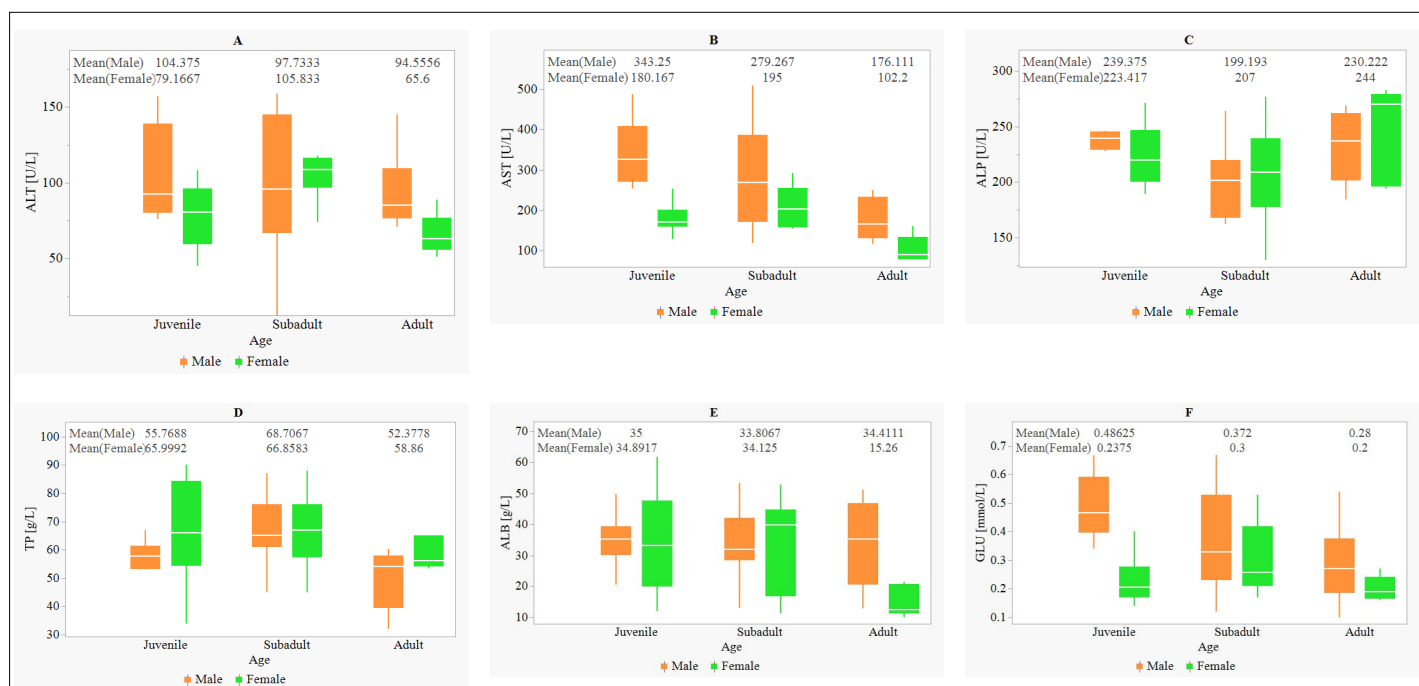 A
Mean(Male) 104.375 97.7333 94.5556
Mean(Female) 79.1667 105.833 65.6
150
100
50
ALT [U/L]
Juvenile Subadult Adult
Age
Male Female
B
Mean(Male) 343.25 279.267 176.111
Mean(Female) 180.167 195 102.2
500
400
300
200
100
AST [U/L]
Juvenile Subadult Adult
Age
Male Female
C
Mean(Male) 239.375 199.193 230.222
Mean(Female) 223.417 207 244
300
250
200
150
ALP [U/L]
Juvenile Subadult Adult
Age
Male Female
D
Mean(Male) 55.7688 68.7067 52.3778
Mean(Female) 65.9992 66.8583 58.86
100
90
80
70
60
50
40
30
TP [g/L]
Juvenile Subadult Adult
Age
Male Female
E
Mean(Male) 35 33.8067 34.4111
Mean(Female) 34.8917 34.125 15.26
70
60
50
40
30
20
10
ALB [g/L]
Juvenile Subadult Adult
Age
Male Female
F
Mean(Male) 0.48625 0.372 0.28
Mean(Female) 0.2375 0.3 0.2
0.7
0.6
0.5
0.4
0.3
0.2
0.1
GLU [mmol/L]
Juvenile Subadult Adult
Age
Male Female